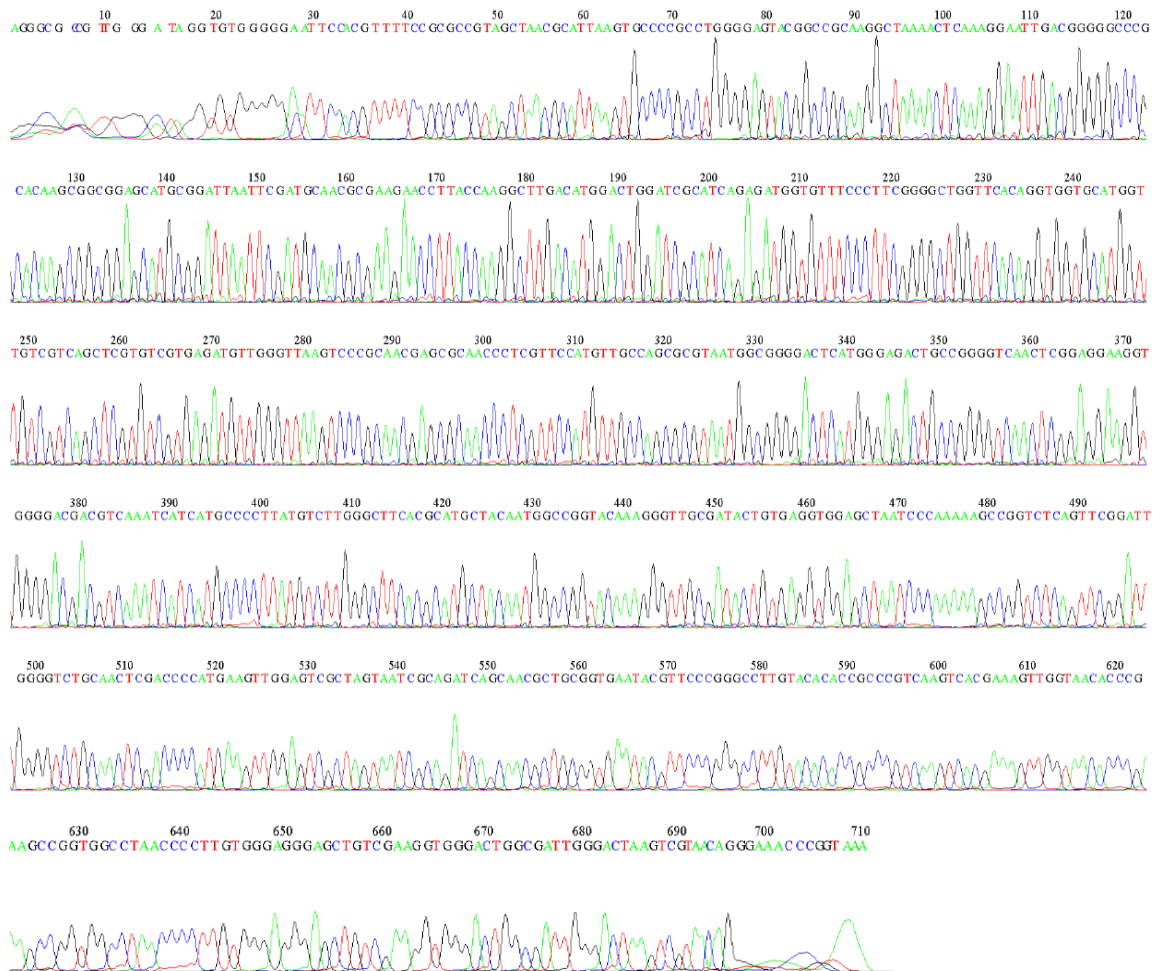 10 20 30 40 50 60 70 80 90 100 110 120
AGGGCG CCG TTG GG A TAGGTGTGGGGGGAATTCCACGTTTTCCGCGCCGTAGCTAACGCATTAAGTGCCCCGCCTGGGGAGTACGGCCGCAAGGCTAAAACTCAAAGGAATTGACGGGGGCCCG
130 140 150 160 170 180 190 200 210 220 230 240
CACAAGCGGCGGAGCATGCGGATTAATTCGATGCAACGCGAAGAACCTTACCAAGGCTTGACATGGACTGGATCGCATCAGAGATGGTGTTTCCCTTCGGGGCTGGTTCACAGGTGGTGCATGGT
250 260 270 280 290 300 310 320 330 340 350 360 370
TGTCGTCAGCTCGTGTCGTGAGATGTTGGGTTAAGTCCCGCAACGAGCGCAACCCTCGTTCCATGTTGCCAGCGCGTAATGGCGGGGACTCATGGGAGACTGCCGGGGTCAACTCGGAGGAAGGT
380 390 400 410 420 430 440 450 460 470 480 490
GGGGACGACGTCAAATCATCATGCCCCTTATGTCTTGGGCTTCACGCATGCTACAATGGCCGGTACAAAGGGTTGCGATACTGTGAGGTGGAGCTAATCCCAAAAAGCCGGTCTCAGTTCGGATT
500 510 520 530 540 550 560 570 580 590 600 610 620
GGGGTCTGCAACTCGACCCCATGAAGTTGGAGTCGCTAGTAATCGCAGATCAGCAACGCTGCGGTGAATACGTTCCCGGGCCTTGTACACACCGCCCGTCAAGTCACGAAAGTTGGTAACACCCG
630 640 650 660 670 680 690 700 710
AAGCCGGTGGCCTAACCCCTTGTGGGAGGGAGCTGTCGAAGGTGGGACTGGCGATTGGGACTAAGTCGTAACAGGGAAACCCGGTAAA